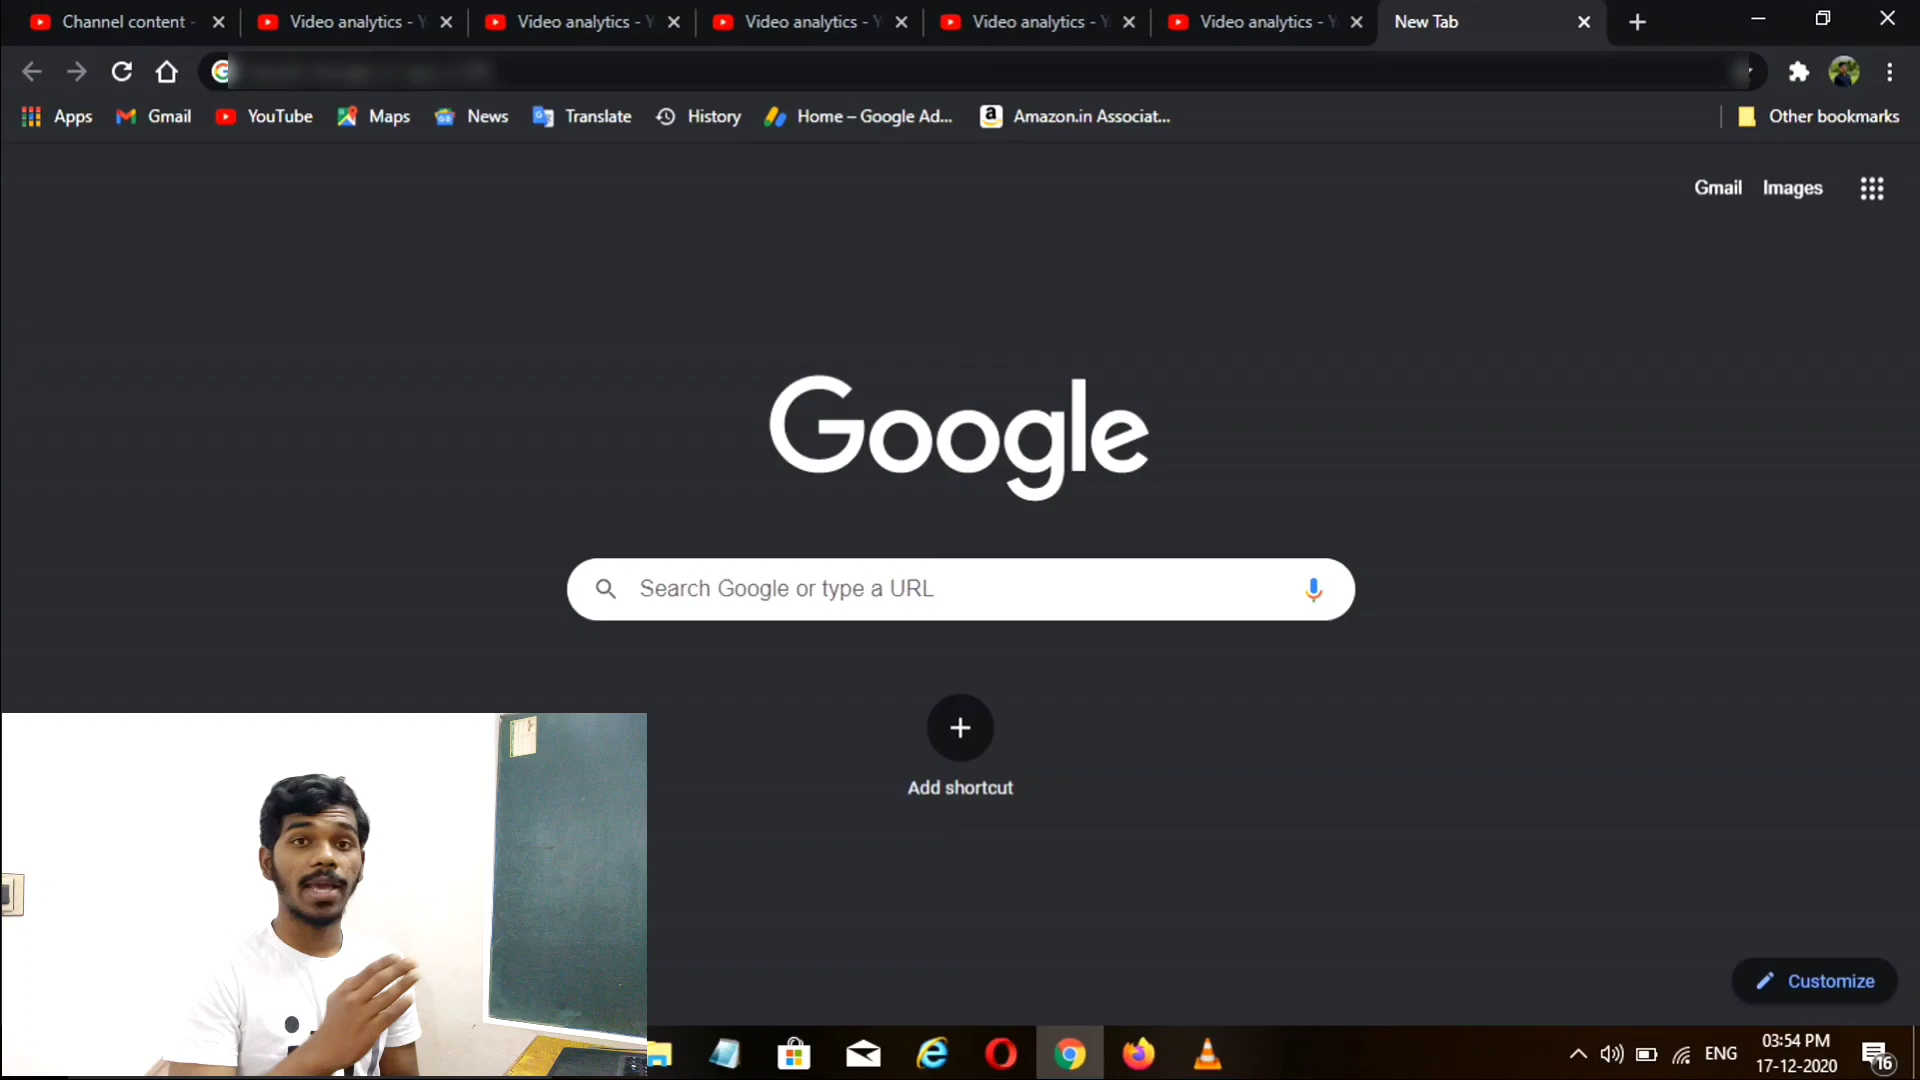 Channel content -
Video analytics - Y
Video analytics - Y
Video analytics - Y
Video analytics - Y
Video analytics - Y
New Tab
Apps
Gmail
YouTube
Maps
News
Translate
History
Home – Google Ad...
Amazon.in Associat...
Other bookmarks
Gmail
Images
Google
Search Google or type a URL
Add shortcut
Customize
ENG
03:54 PM
17-12-2020
16